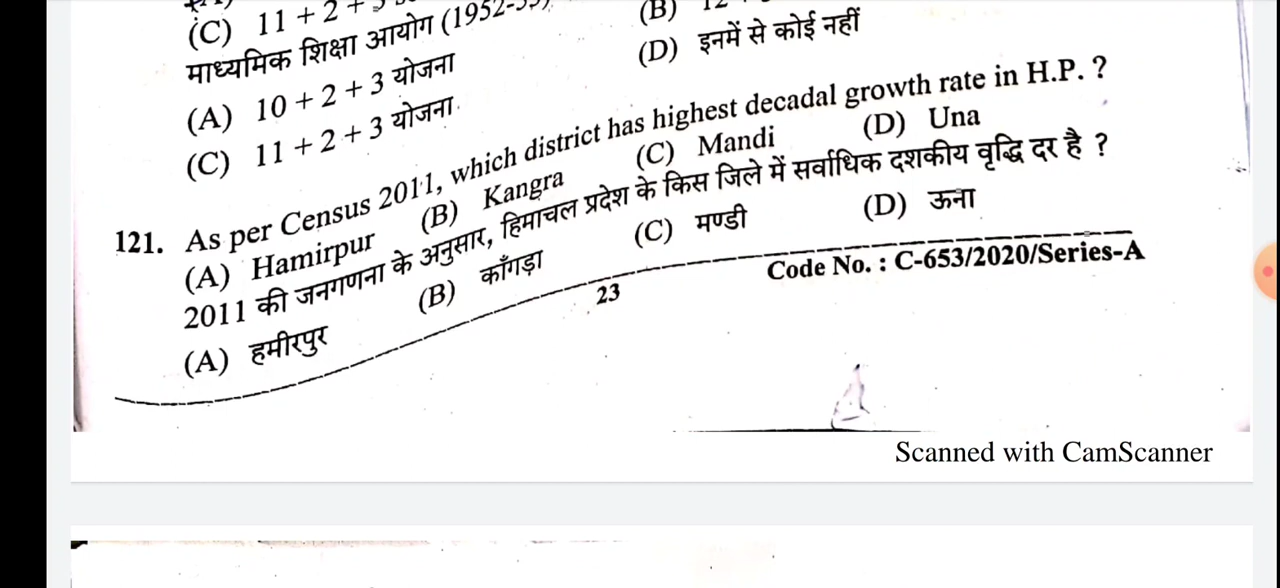 (C) 11 + 2 +
माध्यमिक शिक्षा आयोग (1952-53)
(B) 12
(A) 10 + 2 + 3 योजना
(D) इनमें से कोई नहीं
(C) 11 + 2 + 3 योजना
121. As per Census 2011, which district has highest decadal growth rate in H.P. ?
(A) Hamirpur (B) Kangra (C) Mandi (D) Una
2011 की जनगणना के अनुसार, हिमाचल प्रदेश के किस जिले में सर्वाधिक दशकीय वृद्धि दर है ?
(A) हमीरपुर (B) काँगड़ा (C) मण्डी (D) ऊना
23 Code No. : C-653/2020/Series-A
Scanned with CamScanner